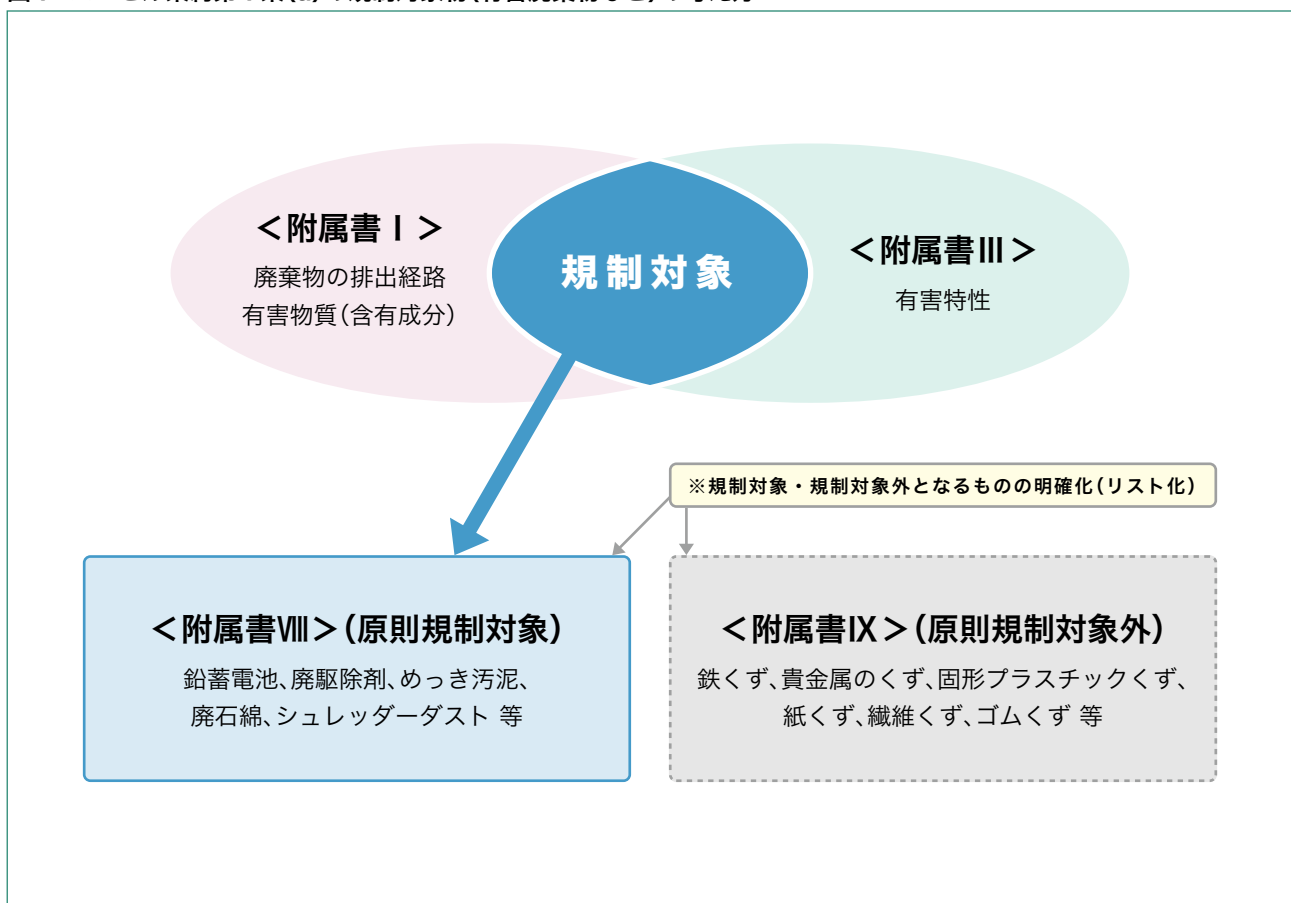 ＜附属書Ⅰ＞
廃棄物の排出経路
有害物質（含有成分）
規制対象
＜附属書Ⅲ＞
有害特性
※規制対象・規制対象外となるものの明確化（リスト化）
＜附属書Ⅷ＞（原則規制対象）
鉛蓄電池、廃駆除剤、めっき汚泥、
廃石綿、シュレッダーダスト 等
＜附属書Ⅸ＞（原則規制対象外）
鉄くず、貴金属のくず、固形プラスチックくず、
紙くず、繊維くず、ゴムくず 等